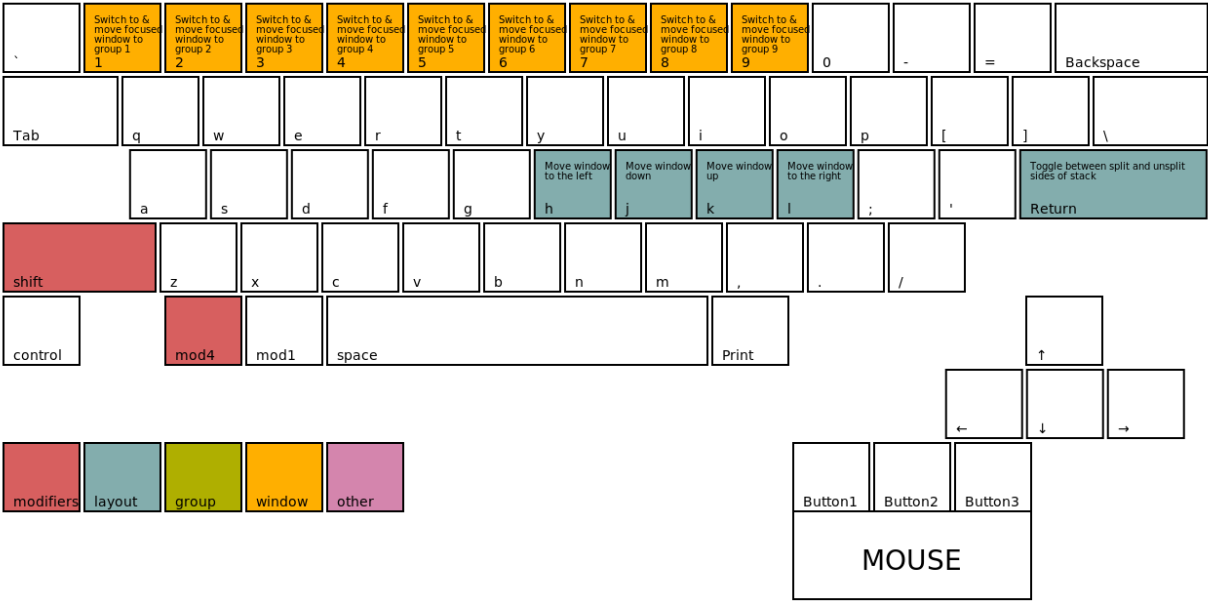 Switch to & Switch to & Switch to & Switch to & Switch to & Switch to & Switch to & Switch to & Switch to &
move focused move focused move focused move focused move focused move focused move focused move focused move focused
window to window to window to window to window to window to window to window to window to
group 1 group 2 group 3 group 4 group 5 group 6 group 7 group 8 group 9
` 1 2 3 4 5 6 7 8 9 0 - = Backspace
Tab q w e r t y u i o p [ ] \
Move window Move window Move window Move window Toggle between split and unsplit
to the left down up to the right sides of stack
a s d f g h j k l ; ' Return
shift z x c v b n m , . /
control mod4 mod1 space Print ↑
← ↓ →
modifiers layout group window other Button1 Button2 Button3
MOUSE